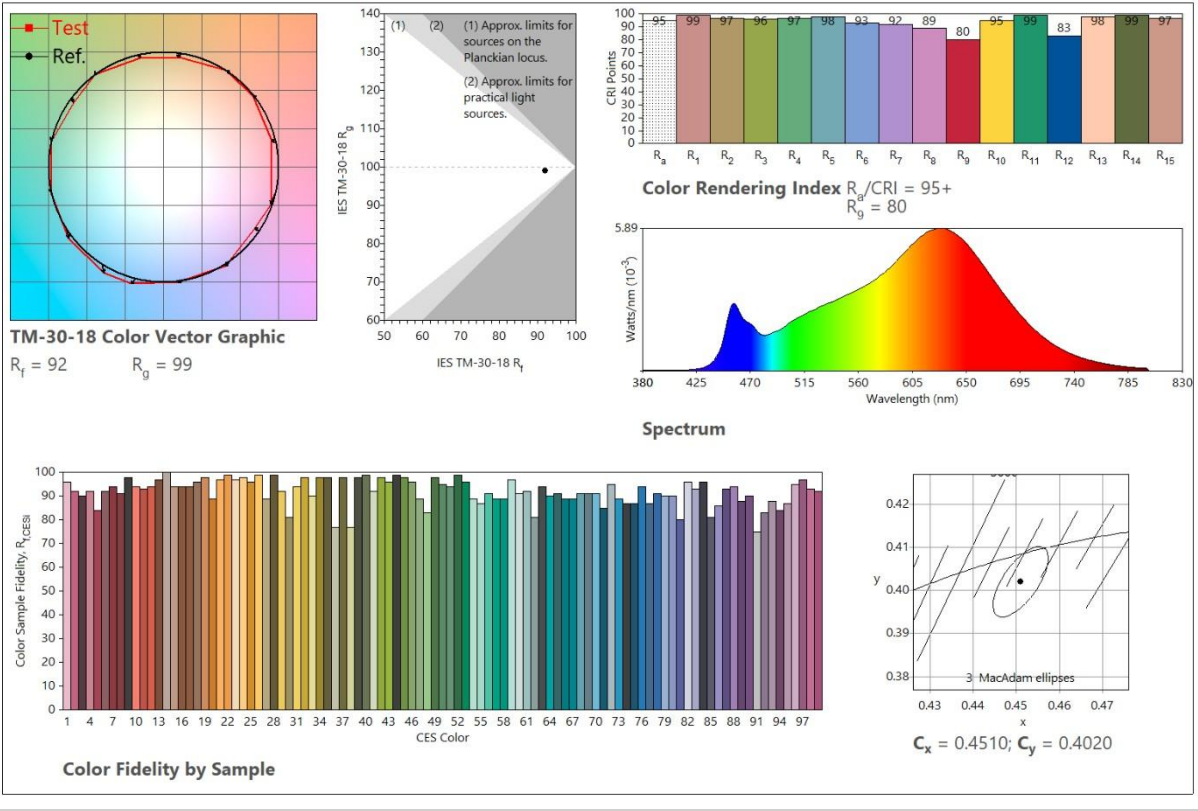 Test
Ref.
TM-30-18 Color Vector Graphic
Rf = 92 Rg = 99
140
130
120
110
100
90
80
70
60
IES TM-30-18 Rg
(1) (2) (1) Approx. limits for
sources on the
Planckian locus.
(2) Approx. limits for
practical light
sources.
50 60 70 80 90 100
IES TM-30-18 Rf
100
90
80
70
60
50
40
30
20
10
0
CRI Points
95 99 97 96 97 98 93 92 89 80 95 99 83 98 99 97
Ra R1 R2 R3 R4 R5 R6 R7 R8 R9 R10 R11 R12 R13 R14 R15
Color Rendering Index Ra/CRI = 95+
R9 = 80
5.89
Watts/nm (10-3)
380 425 470 515 560 605 650 695 740 785 830
Wavelength (nm)
Spectrum
100
90
80
70
60
50
40
30
20
10
0
Color Sample Fidelity, Rf,CESi
1 4 7 10 13 16 19 22 25 28 31 34 37 40 43 46 49 52 55 58 61 64 67 70 73 76 79 82 85 88 91 94 97
CES Color
Color Fidelity by Sample
0.42
0.41
0.40
0.39
0.38
y
3 MacAdam ellipses
0.43 0.44 0.45 0.46 0.47
x
Cx = 0.4510; Cy = 0.4020